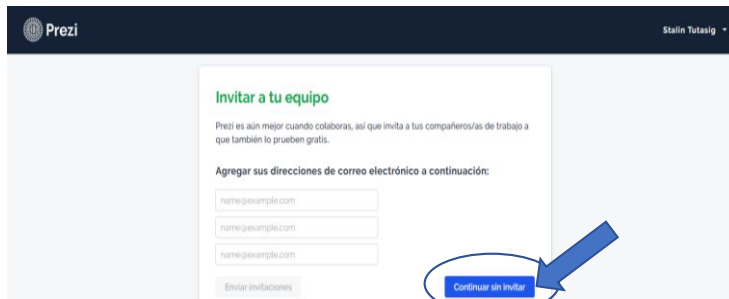 Prezi
Stalin Tutasig
Invitar a tu equipo
Prezi es aún mejor cuando colaboras, así que invita a tus compañeros/as de trabajo a
que también lo prueben gratis.
Agregar sus direcciones de correo electrónico a continuación:
name@example.com
name@example.com
name@example.com
Enviar invitaciones
Continuar sin invitar